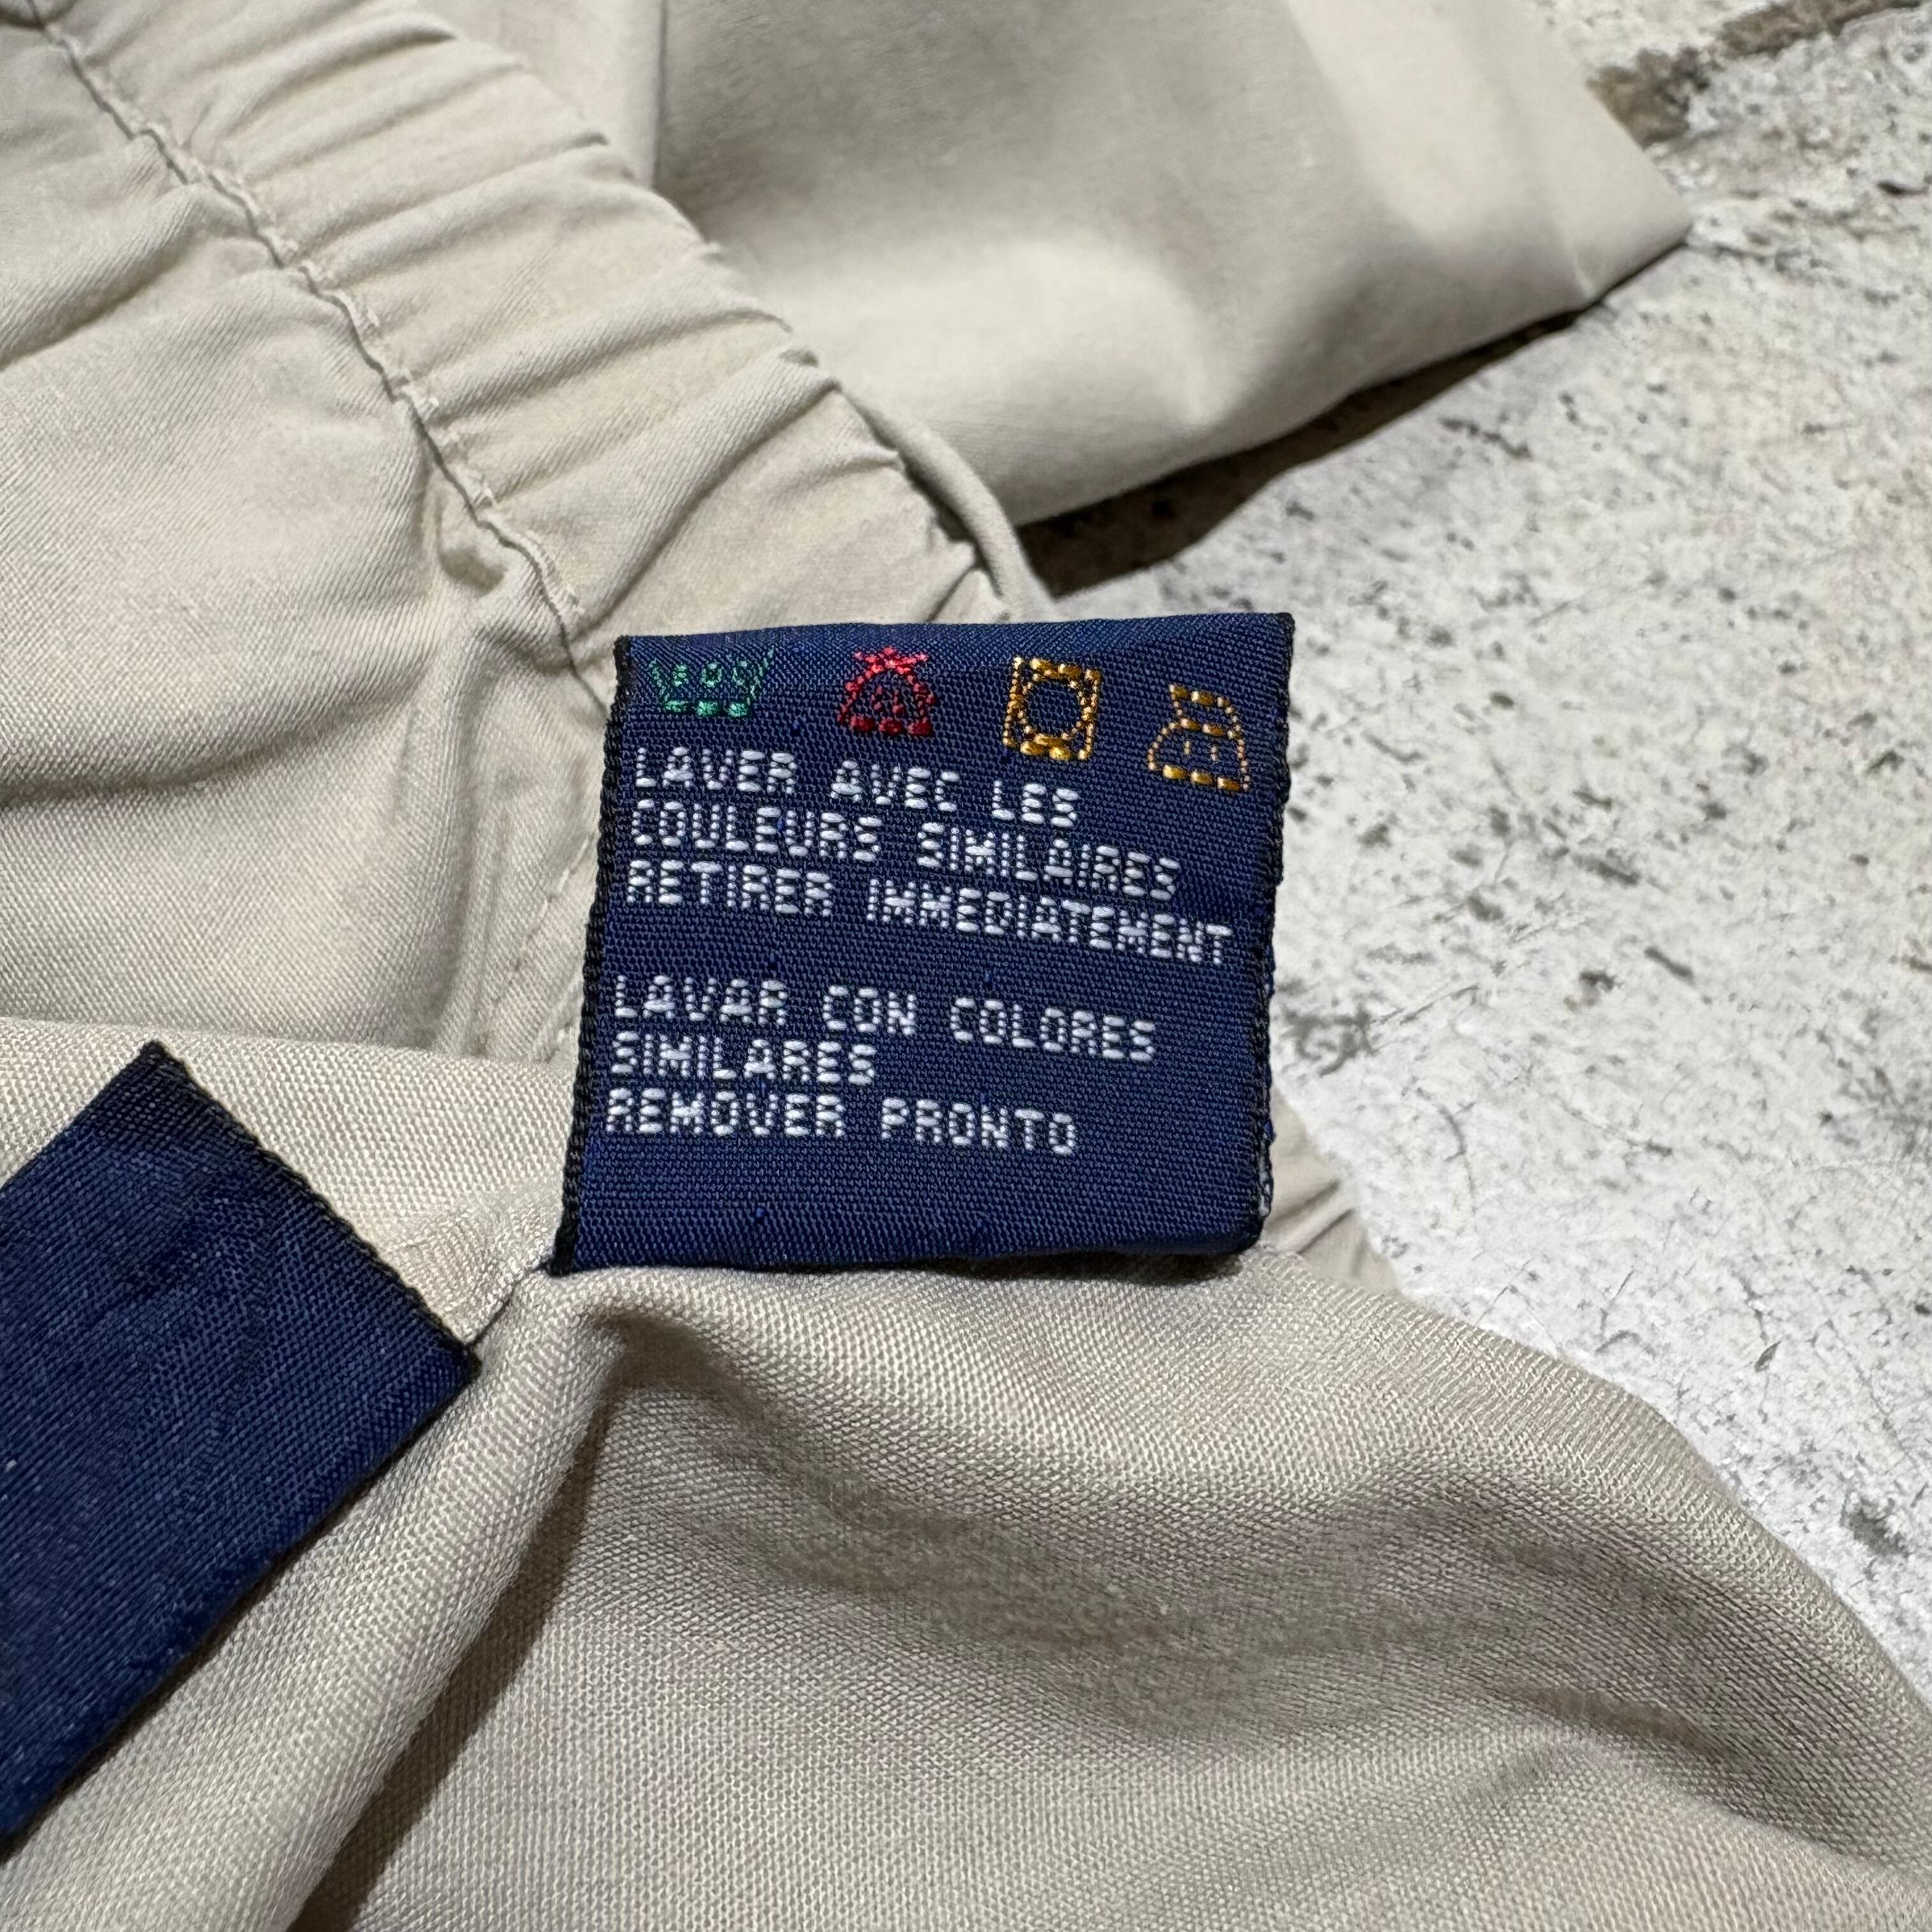 LAVER AVEC LES
COULEURS SIMILAIRES
RETIRER IMMEDIATEMENT
LAVAR CON COLORES
SIMILARES
REMOVER PRONTO